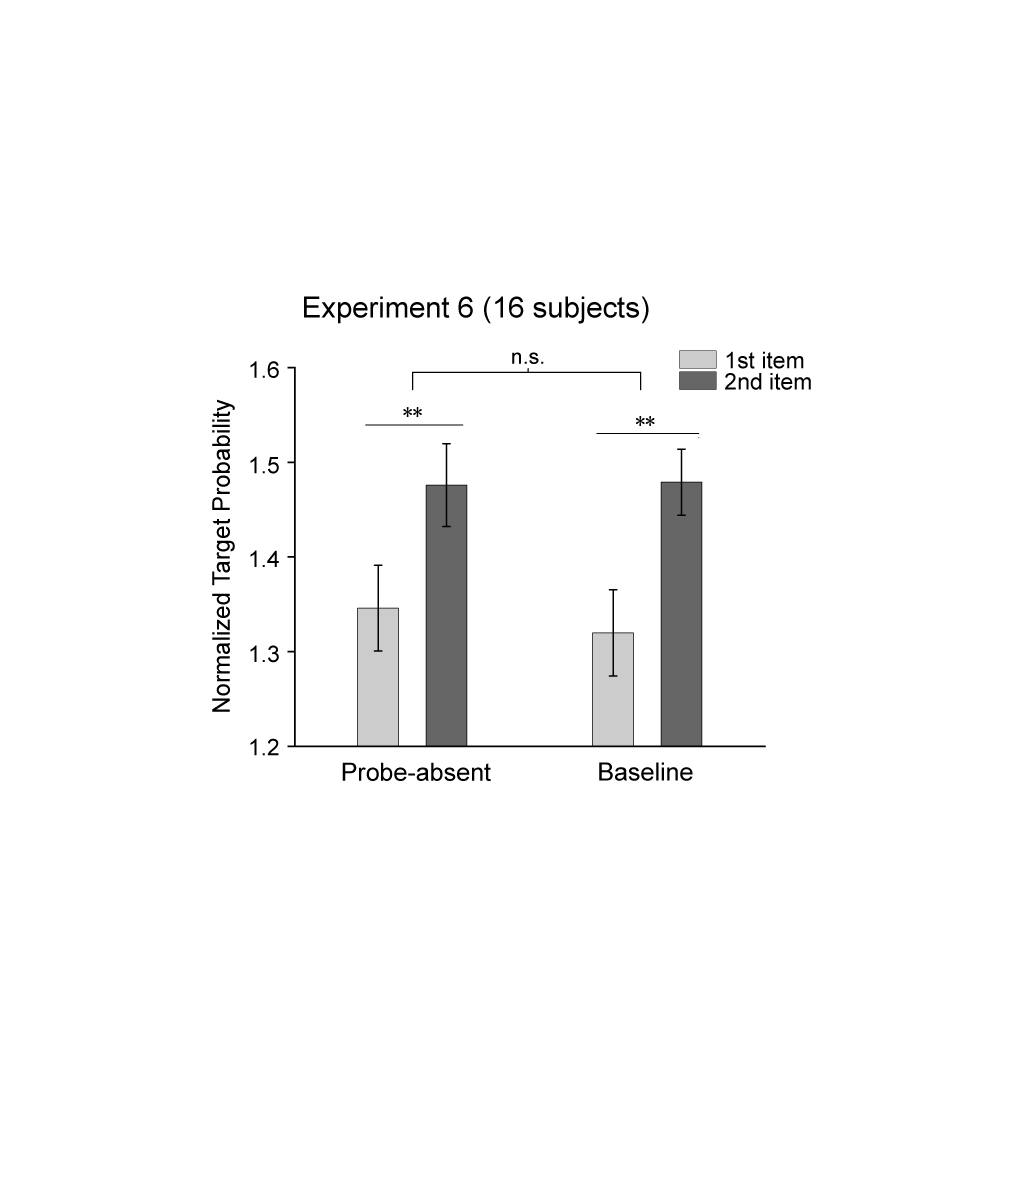 Experiment 6 (16 subjects)
n.s.
1st item
2nd item
**
**
Normalized Target Probability
1.6
1.5
1.4
1.3
1.2
Probe-absent
Baseline